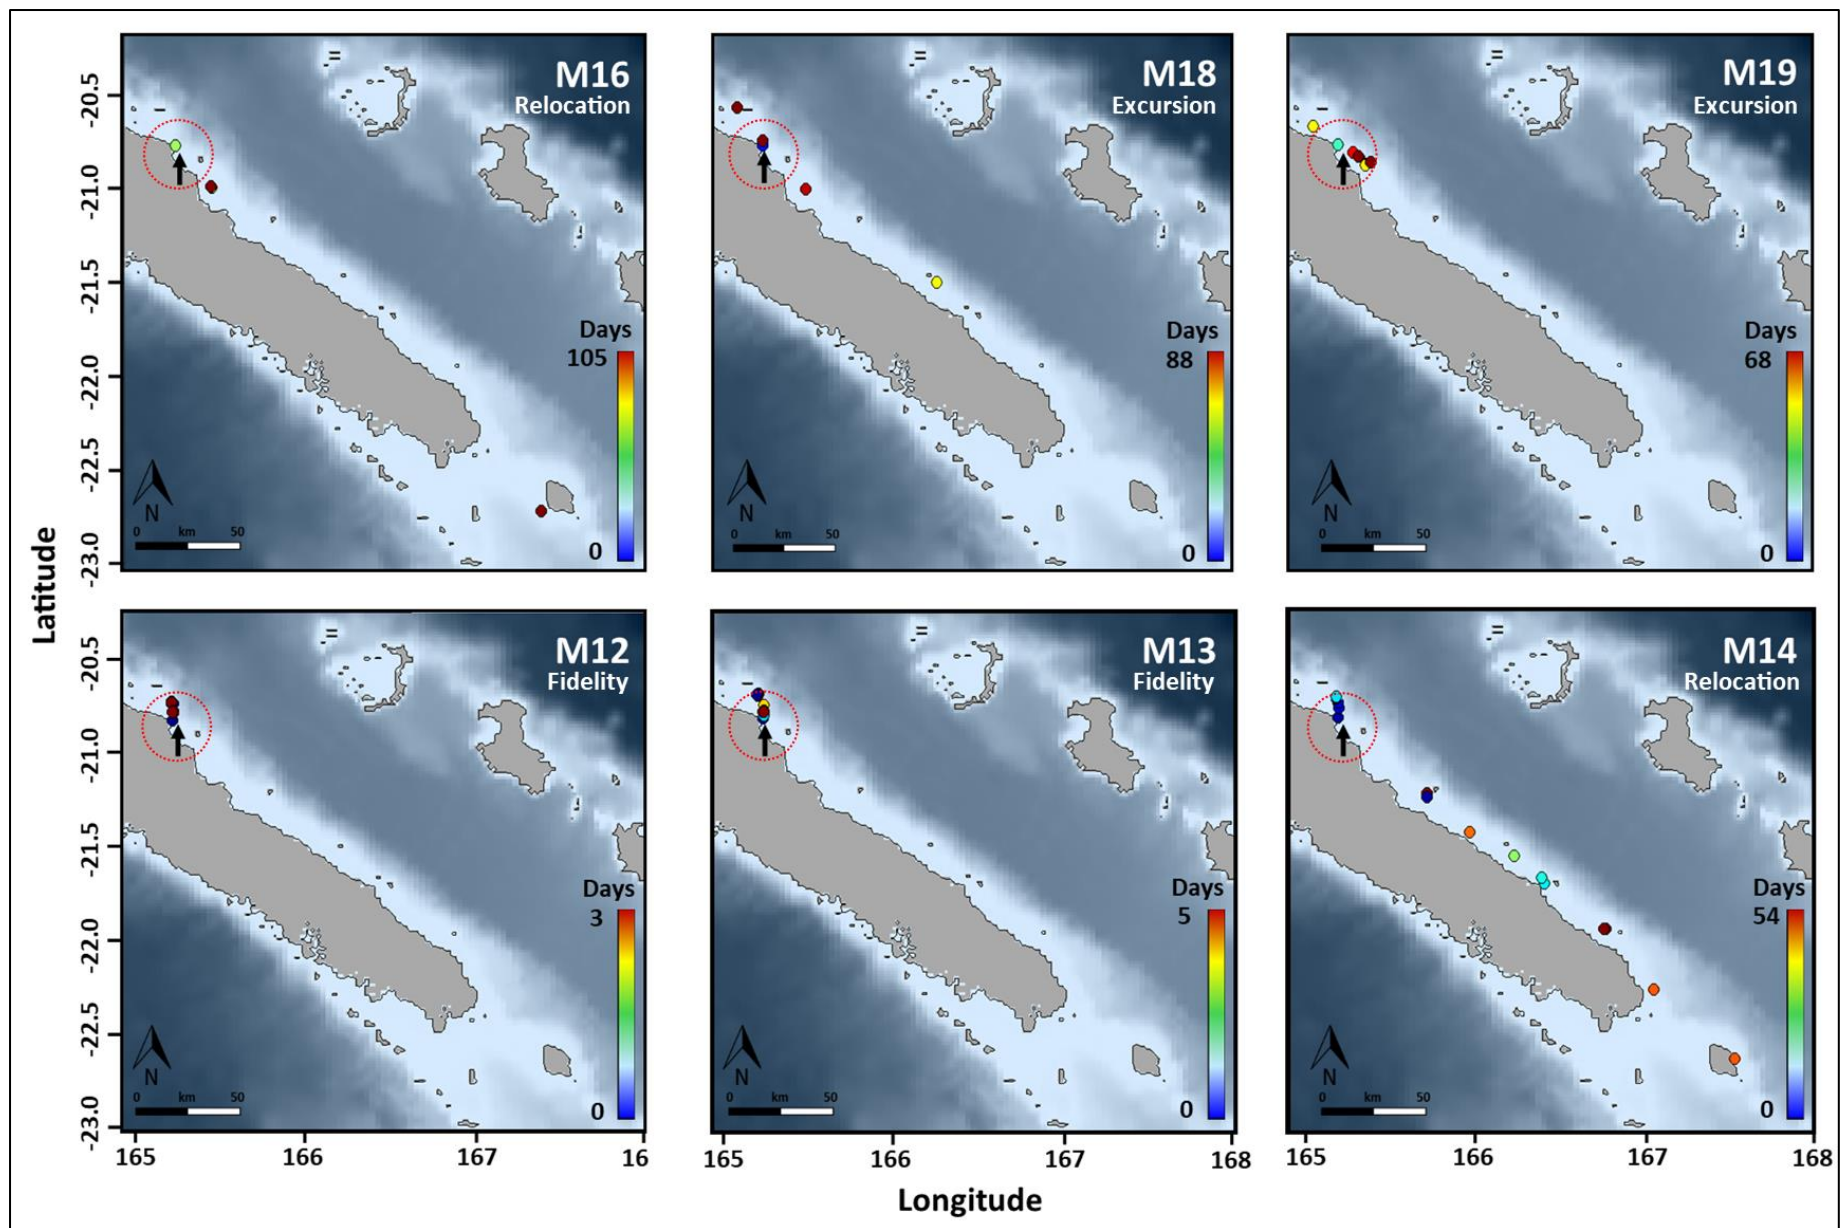 M16
Relocation
-20.5
-21.0
-21.5
-22.0
-22.5
-23.0
Days
105
0
N
0 km 50
M18
Excursion
Days
88
0
N
0 km 50
M19
Excursion
Days
68
0
N
0 km 50
Latitude
M12
Fidelity
-20.5
-21.0
-21.5
-22.0
-22.5
-23.0
Days
3
0
N
0 km 50
165 166 167 16
M13
Fidelity
Days
5
0
N
0 km 50
165 166 167 168
M14
Relocation
Days
54
0
N
0 km 50
165 166 167 168
Longitude